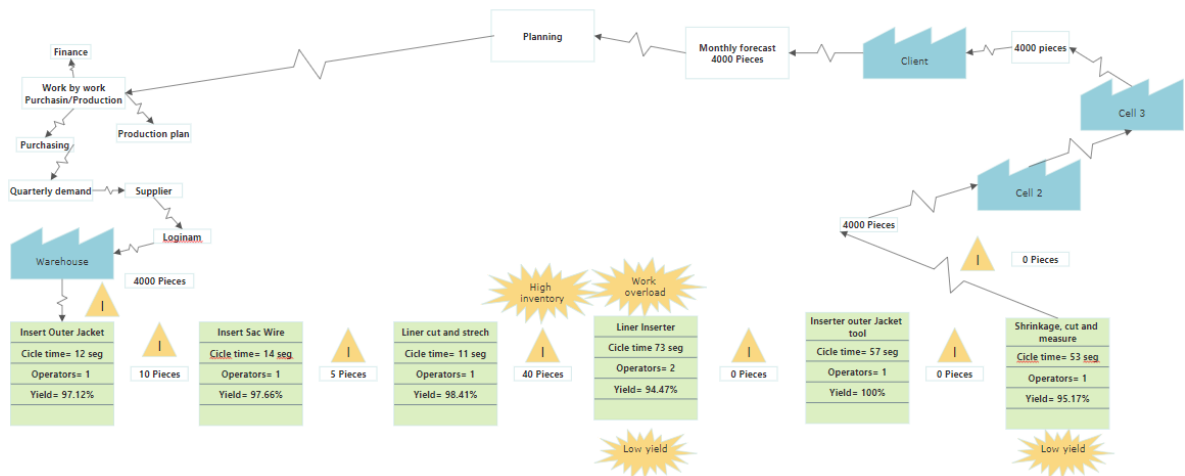 Finance
Work by work
Purchasin/Production
Purchasing
Production plan
Quarterly demand
Supplier
Loginam
Warehouse
4000 Pieces
Planning
Monthly forecast
4000 Pieces
Client
4000 pieces
Cell 3
Cell 2
4000 Pieces
I
0 Pieces
High
inventory
Work
overload
I
Insert Outer Jacket
Cicle time= 12 seg
Operators= 1
Yield= 97.12%
I
10 Pieces
Insert Sac Wire
Cicle time= 14 seg
Operators= 1
Yield= 97.66%
I
5 Pieces
Liner cut and strech
Cicle time= 11 seg
Operators= 1
Yield= 98.41%
I
40 Pieces
Liner Inserter
Cicle time 73 seg
Operators= 2
Yield= 94.47%
Low yield
I
0 Pieces
Inserter outer Jacket
tool
Cicle time= 57 seg
Operators= 1
Yield= 100%
I
0 Pieces
Shrinkage, cut and
measure
Cicle time= 53 seg
Operators= 1
Yield= 95.17%
Low yield